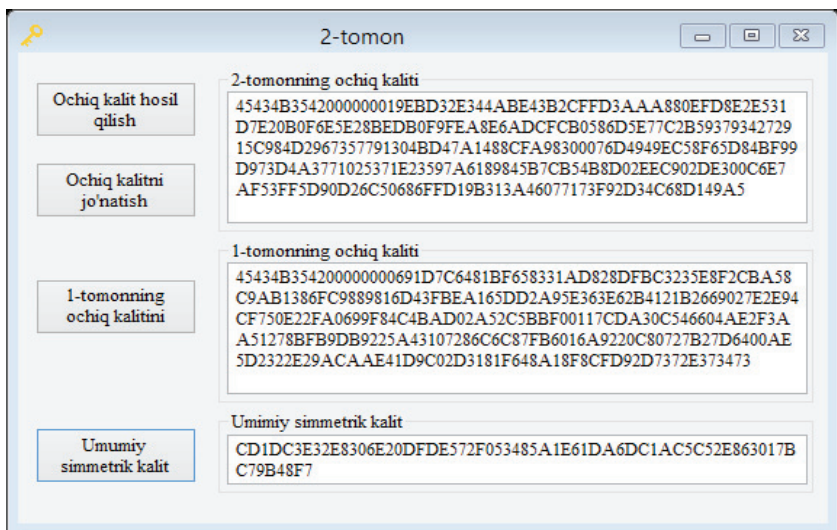 2-tomon
Ochiq kalit hosil
qilish
2-tomonning ochiq kaliti
45434B3542000000019EBD32E344ABE43B2CFFD3AAA880EFD8E2E531
D7E20B0F6E5E28BEDB0F9FEA8E6ADCFCB0586D5E77C2B59379342729
15C984D2967357791304BD47A1488CFA98300076D4949EC58F65D84BF99
D973D4A3771025371E23597A6189845B7CB54B8D02EEC902DE300C6E7
AF53FF5D90D26C50686FFD19B313A46077173F92D34C68D149A5
Ochiq kalitni
jo'natish
1-tomonning ochiq kaliti
45434B354200000000691D7C6481BF658331AD828DFBC3235E8F2CBA58
C9AB1386FC9889816D43FBEA165DD2A95E363E62B4121B2669027E2E94
CF750E22FA0699F84C4BAD02A52C5BBF00117CDA30C546604AE2F3A
A51278BFB9DB9225A43107286C6C87FB6016A9220C80727B27D6400AE
5D2322E29ACAAE41D9C02D3181F648A18F8CFD92D7372E373473
1-tomonning
ochiq kalitini
Umimiy simmetrik kalit
CD1DC3E32E8306E20DFDE572F053485A1E61DA6DC1AC5C52E863017B
C79B48F7
Umumiy
simmetrik kalit